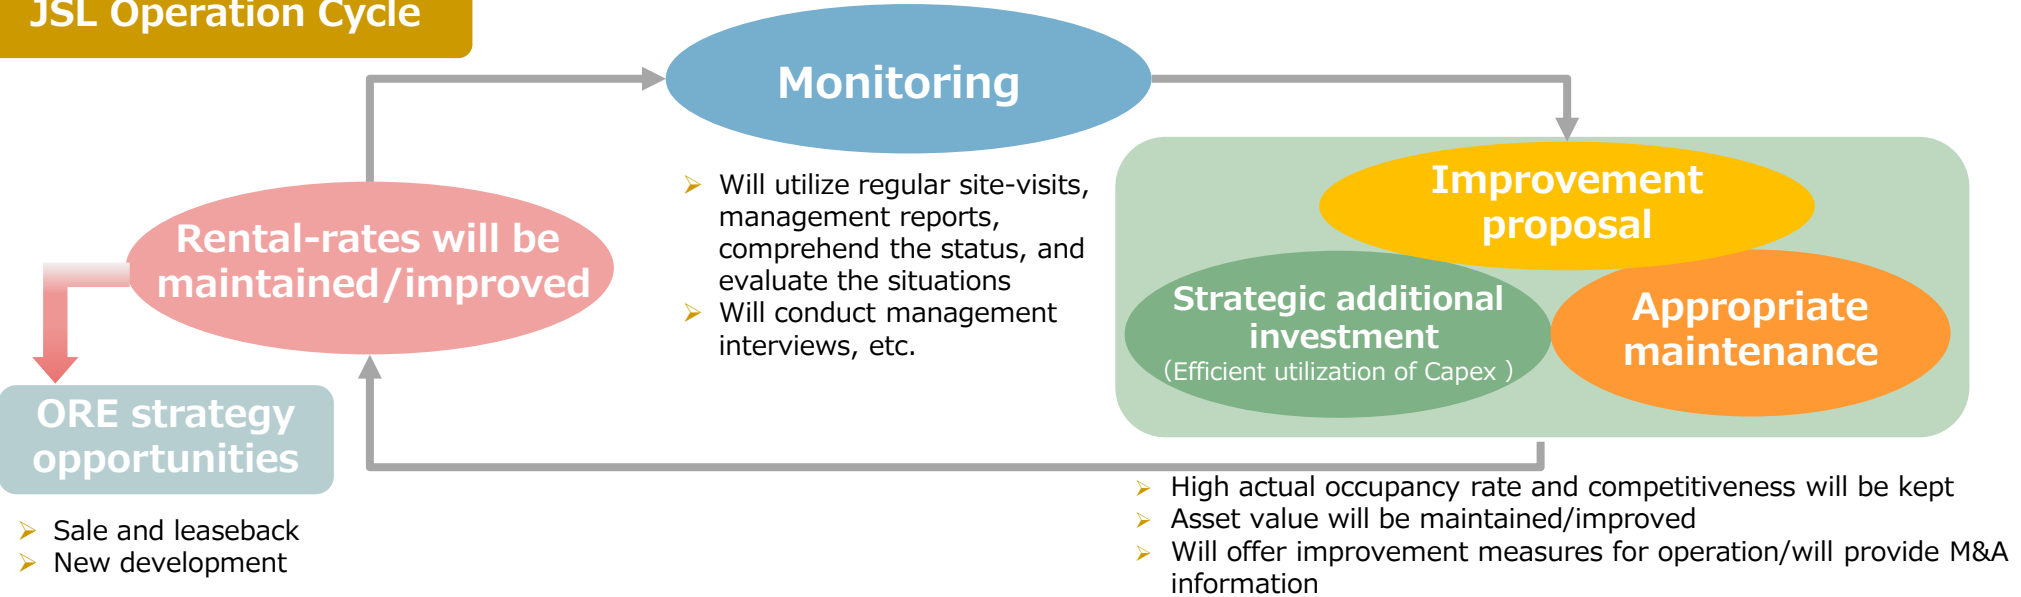 JSL Operation Cycle
Monitoring
Will utilize regular site-visits,
management reports,
comprehend the status, and
evaluate the situations
Will conduct management
interviews, etc.
Improvement
proposal
Strategic additional
investment
(Efficient utilization of Capex )
Appropriate
maintenance
High actual occupancy rate and competitiveness will be kept
Asset value will be maintained/improved
Will offer improvement measures for operation/will provide M&A
information
Rental-rates will be
maintained/improved
ORE strategy
opportunities
Sale and leaseback
New development